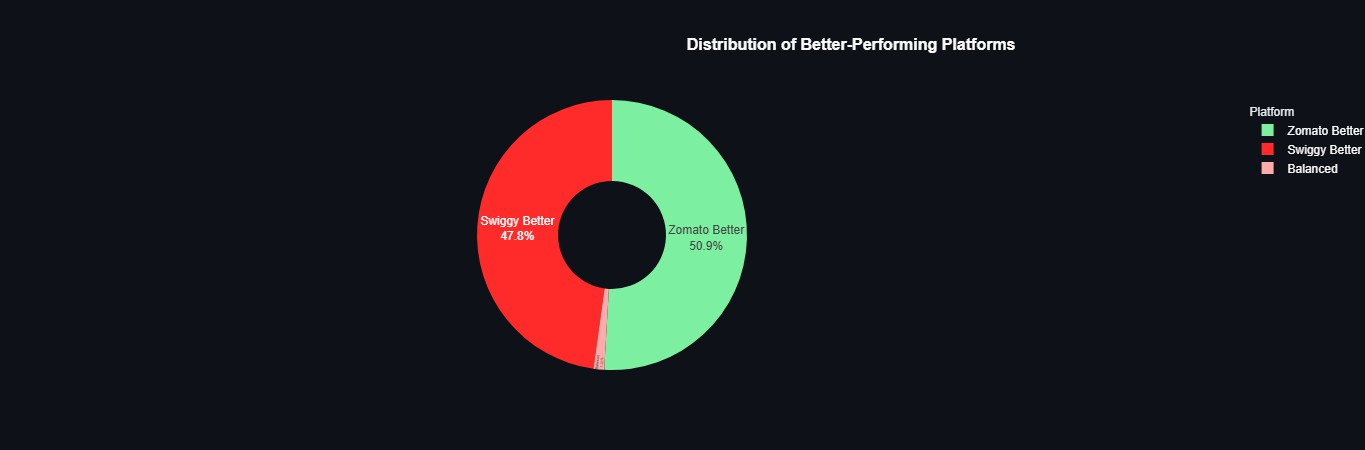 Distribution of Better-Performing Platforms
Platform
Zomato Better
Swiggy Better
Balanced
Swiggy Better
47.8%
Zomato Better
50.9%